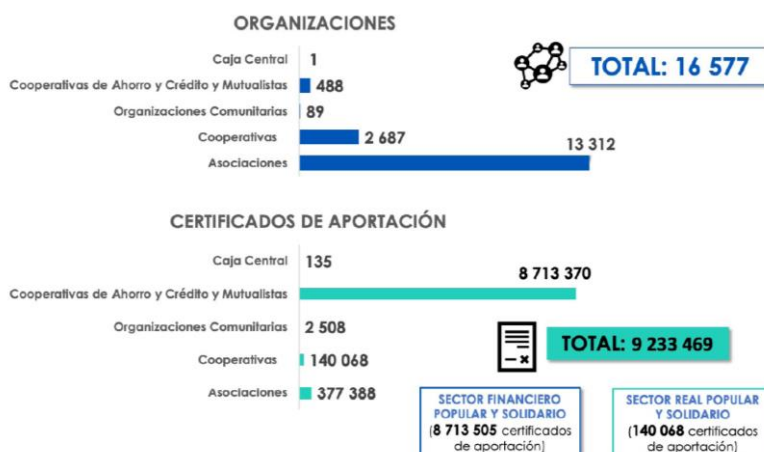 ORGANIZACIONES
TOTAL: 16 577
Caja Central 1
Cooperativas de Ahorro y Crédito y Mutualistas 488
Organizaciones Comunitarias 89
Cooperativas 2 687
Asociaciones 13 312
CERTIFICADOS DE APORTACIÓN
Caja Central 135
Cooperativas de Ahorro y Crédito y Mutualistas 8 713 370
Organizaciones Comunitarias 2 508
Cooperativas 140 068
Asociaciones 377 388
TOTAL: 9 233 469
SECTOR FINANCIERO
POPULAR Y SOLIDARIO
(8 713 505 certificados
de aportación)
SECTOR REAL POPULAR
Y SOLIDARIO
(140 068 certificados
de aportación)